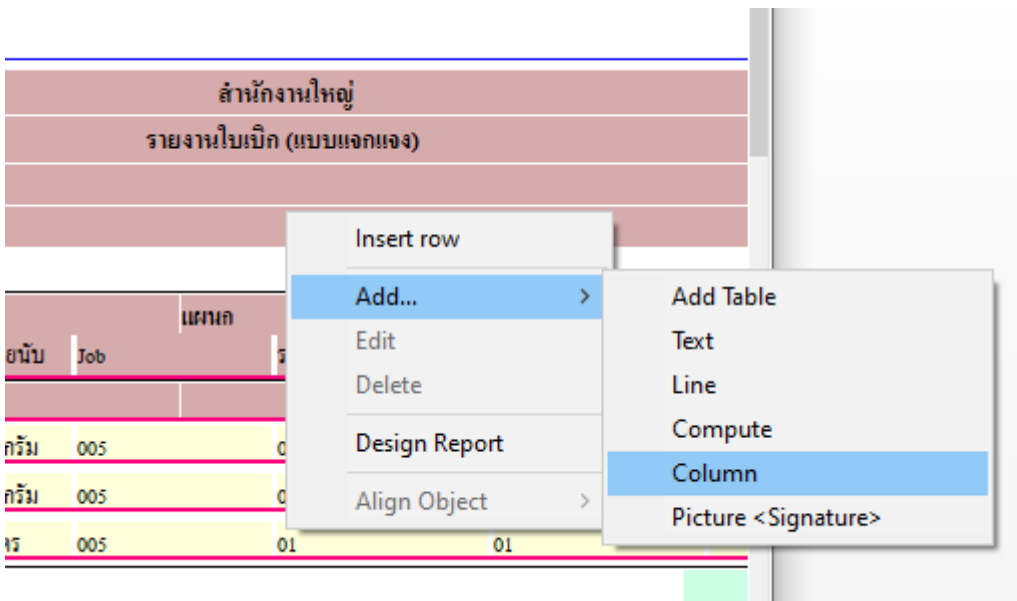 สำนักงานใหญ่
รายงานใบเบิก (แบบแจกแจง)
Insert row
Add...
Add Table
แผนก
Edit
Text
ยนับ Job
Delete
Line
Compute
กรัม 005
Design Report
Column
กรัม 005
Align Object
Picture <Signature>
005 01 01